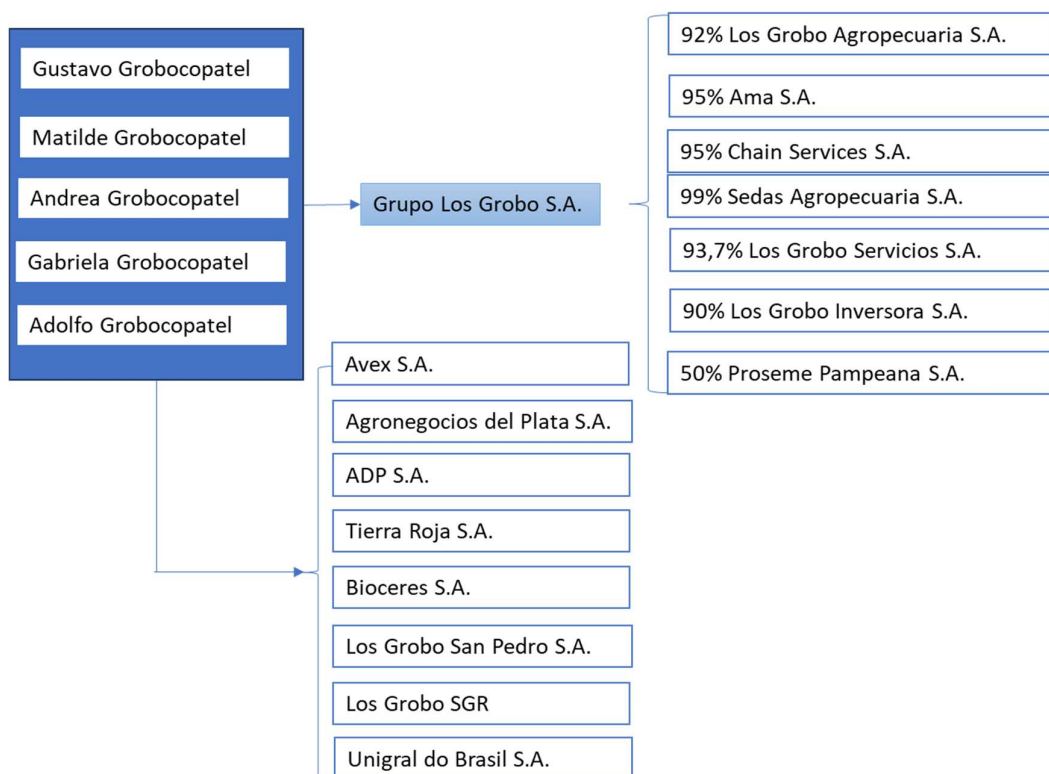 Gustavo Grobocopatel
Matilde Grobocopatel
Andrea Grobocopatel
Gabriela Grobocopatel
Adolfo Grobocopatel
Grupo Los Grobo S.A.
92% Los Grobo Agropecuaria S.A.
95% Ama S.A.
95% Chain Services S.A.
99% Sedas Agropecuaria S.A.
93,7% Los Grobo Servicios S.A.
90% Los Grobo Inversora S.A.
50% Proseme Pampeana S.A.
Avex S.A.
Agronegocios del Plata S.A.
ADP S.A.
Tierra Roja S.A.
Bioceres S.A.
Los Grobo San Pedro S.A.
Los Grobo SGR
Unigral do Brasil S.A.